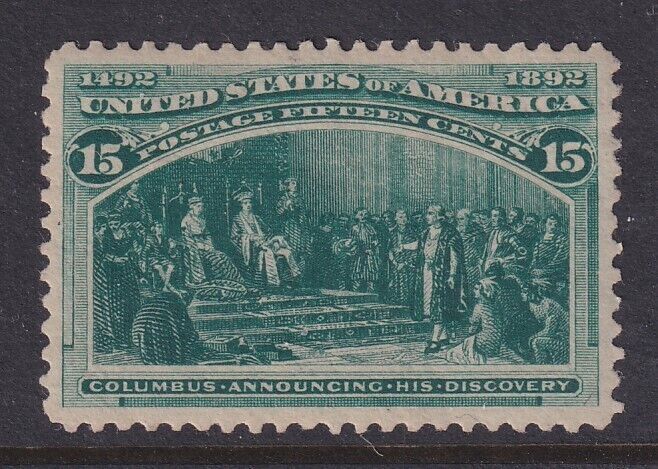 1492 1892
UNITED STATES OF AMERICA
POSTAGE FIFTEEN CENTS
15 15
COLUMBUS · ANNOUNCING · HIS · DISCOVERY